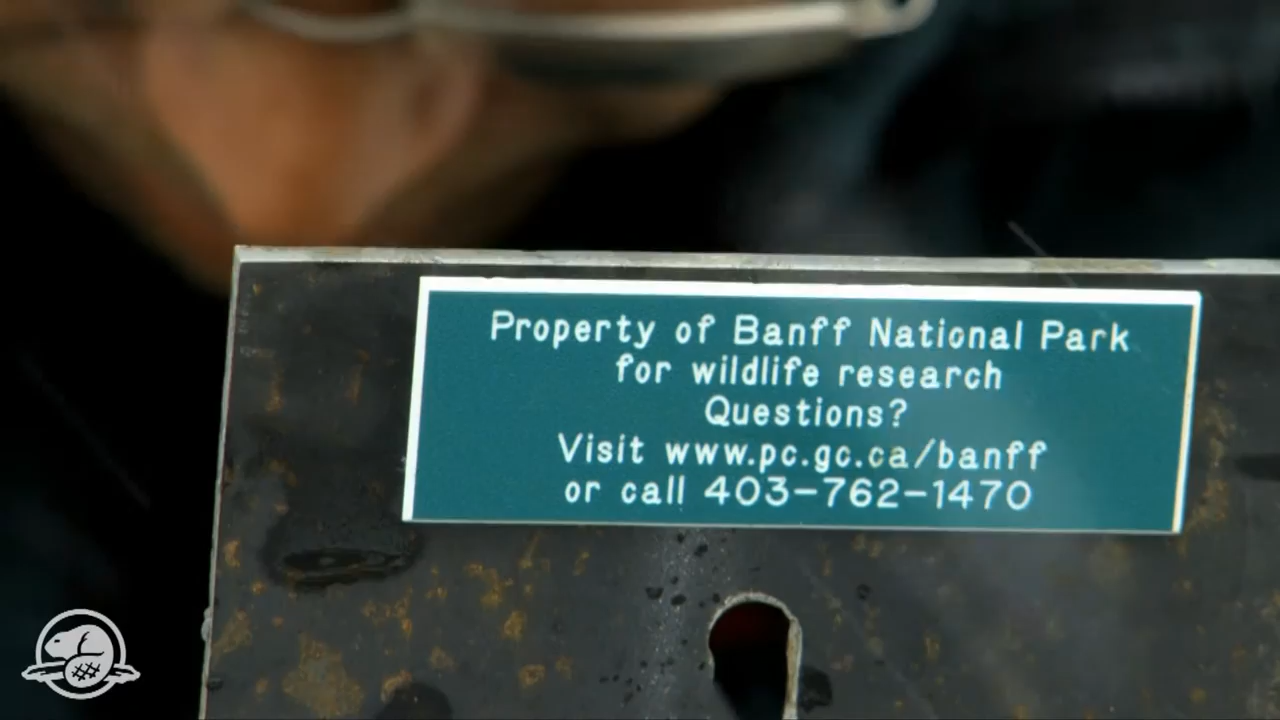 Property of Banff National Park
for wildlife research
Questions?
Visit www.pc.gc.ca/banff
or call 403-762-1470